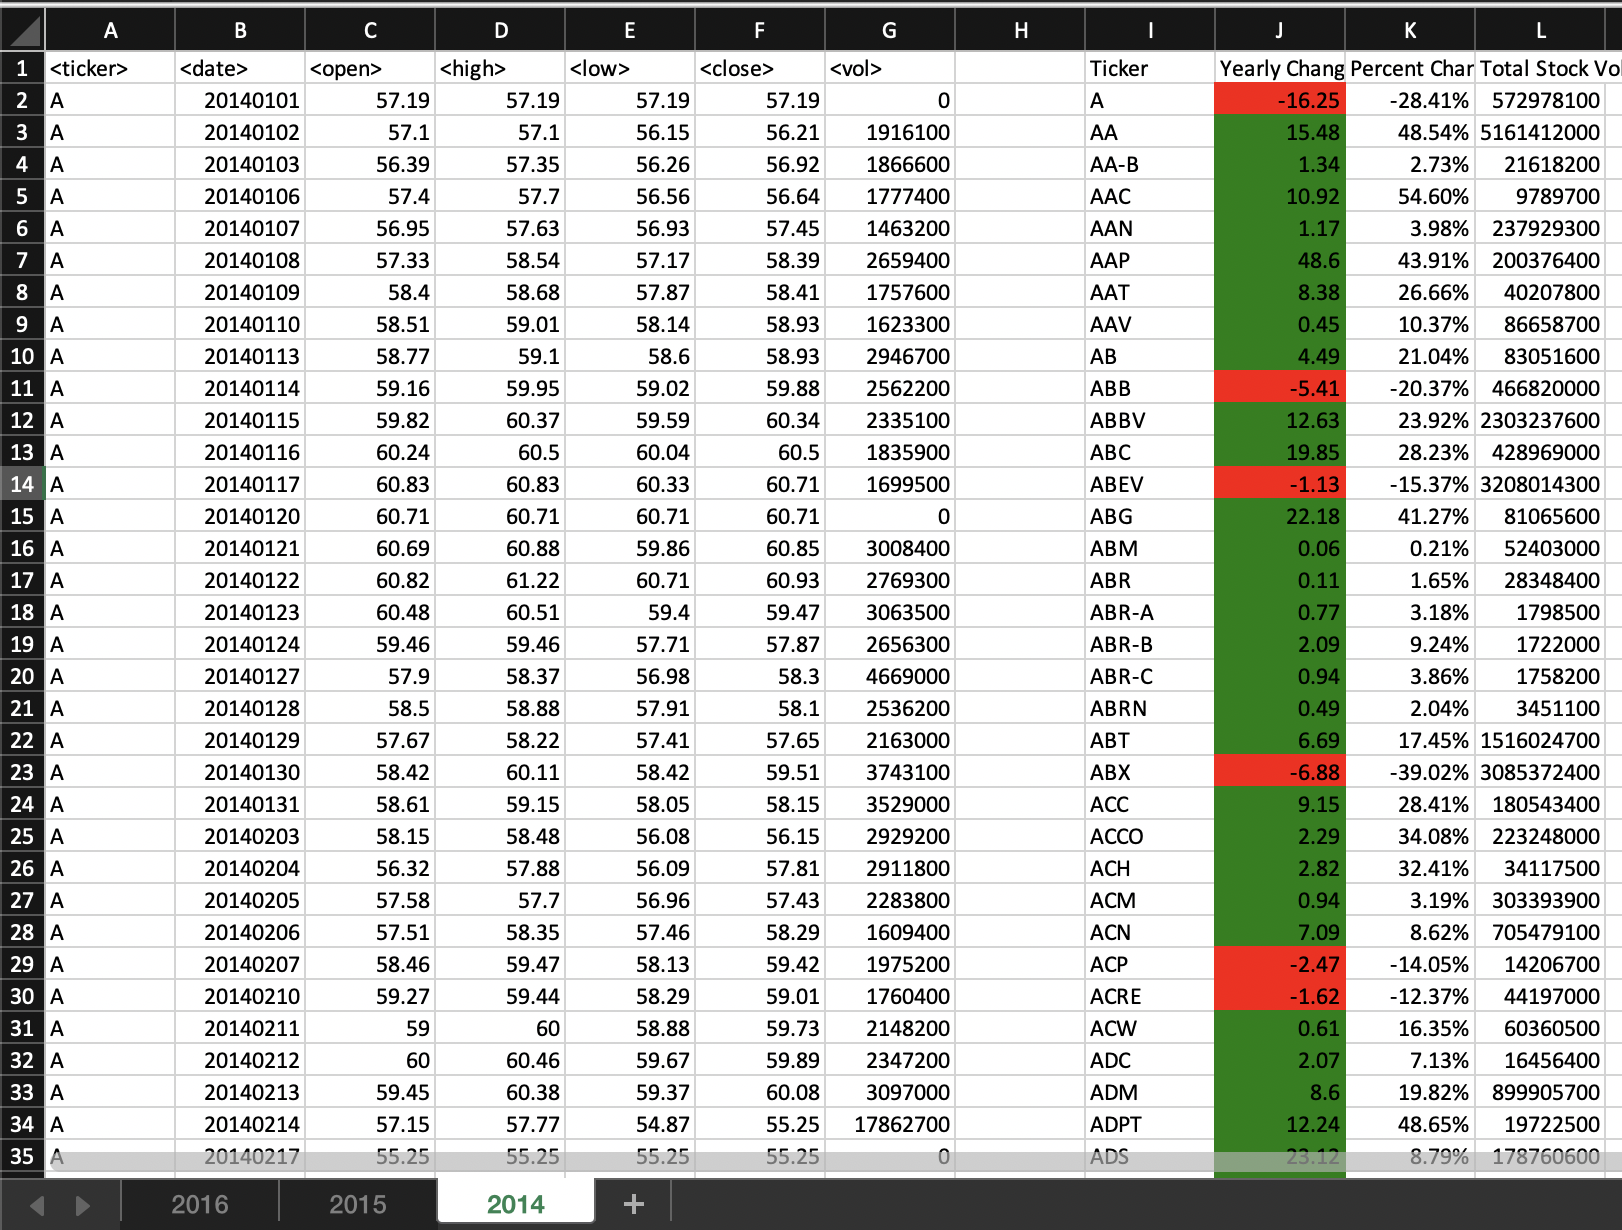 A B C D E F G H I J K L
1 <ticker> <date> <open> <high> <low> <close> <vol> Ticker Yearly Chang Percent Char Total Stock Vol
2 A 20140101 57.19 57.19 57.19 57.19 0 A -16.25 -28.41% 572978100
3 A 20140102 57.1 57.1 56.15 56.21 1916100 AA 15.48 48.54% 5161412000
4 A 20140103 56.39 57.35 56.26 56.92 1866600 AA-B 1.34 2.73% 21618200
5 A 20140106 57.4 57.7 56.56 56.64 1777400 AAC 10.92 54.60% 9789700
6 A 20140107 56.95 57.63 56.93 57.45 1463200 AAN 1.17 3.98% 237929300
7 A 20140108 57.33 58.54 57.17 58.39 2659400 AAP 48.6 43.91% 200376400
8 A 20140109 58.4 58.68 57.87 58.41 1757600 AAT 8.38 26.66% 40207800
9 A 20140110 58.51 59.01 58.14 58.93 1623300 AAV 0.45 10.37% 86658700
10 A 20140113 58.77 59.1 58.6 58.93 2946700 AB 4.49 21.04% 83051600
11 A 20140114 59.16 59.95 59.02 59.88 2562200 ABB -5.41 -20.37% 466820000
12 A 20140115 59.82 60.37 59.59 60.34 2335100 ABBV 12.63 23.92% 2303237600
13 A 20140116 60.24 60.5 60.04 60.5 1835900 ABC 19.85 28.23% 428969000
14 A 20140117 60.83 60.83 60.33 60.71 1699500 ABEV -1.13 -15.37% 3208014300
15 A 20140120 60.71 60.71 60.71 60.71 0 ABG 22.18 41.27% 81065600
16 A 20140121 60.69 60.88 59.86 60.85 3008400 ABM 0.06 0.21% 52403000
17 A 20140122 60.82 61.22 60.71 60.93 2769300 ABR 0.11 1.65% 28348400
18 A 20140123 60.48 60.51 59.4 59.47 3063500 ABR-A 0.77 3.18% 1798500
19 A 20140124 59.46 59.46 57.71 57.87 2656300 ABR-B 2.09 9.24% 1722000
20 A 20140127 57.9 58.37 56.98 58.3 4669000 ABR-C 0.94 3.86% 1758200
21 A 20140128 58.5 58.88 57.91 58.1 2536200 ABRN 0.49 2.04% 3451100
22 A 20140129 57.67 58.22 57.41 57.65 2163000 ABT 6.69 17.45% 1516024700
23 A 20140130 58.42 60.11 58.42 59.51 3743100 ABX -6.88 -39.02% 3085372400
24 A 20140131 58.61 59.15 58.05 58.15 3529000 ACC 9.15 28.41% 180543400
25 A 20140203 58.15 58.48 56.08 56.15 2929200 ACCO 2.29 34.08% 223248000
26 A 20140204 56.32 57.88 56.09 57.81 2911800 ACH 2.82 32.41% 34117500
27 A 20140205 57.58 57.7 56.96 57.43 2283800 ACM 0.94 3.19% 303393900
28 A 20140206 57.51 58.35 57.46 58.29 1609400 ACN 7.09 8.62% 705479100
29 A 20140207 58.46 59.47 58.13 59.42 1975200 ACP -2.47 -14.05% 14206700
30 A 20140210 59.27 59.44 58.29 59.01 1760400 ACRE -1.62 -12.37% 44197000
31 A 20140211 59 60 58.88 59.73 2148200 ACW 0.61 16.35% 60360500
32 A 20140212 60 60.46 59.67 59.89 2347200 ADC 2.07 7.13% 16456400
33 A 20140213 59.45 60.38 59.37 60.08 3097000 ADM 8.6 19.82% 899905700
34 A 20140214 57.15 57.77 54.87 55.25 17862700 ADPT 12.24 48.65% 19722500
35 A 20140217 55.25 55.25 55.25 55.25 0 ADS 23.12 8.79% 178760600
2016 2015 2014 +